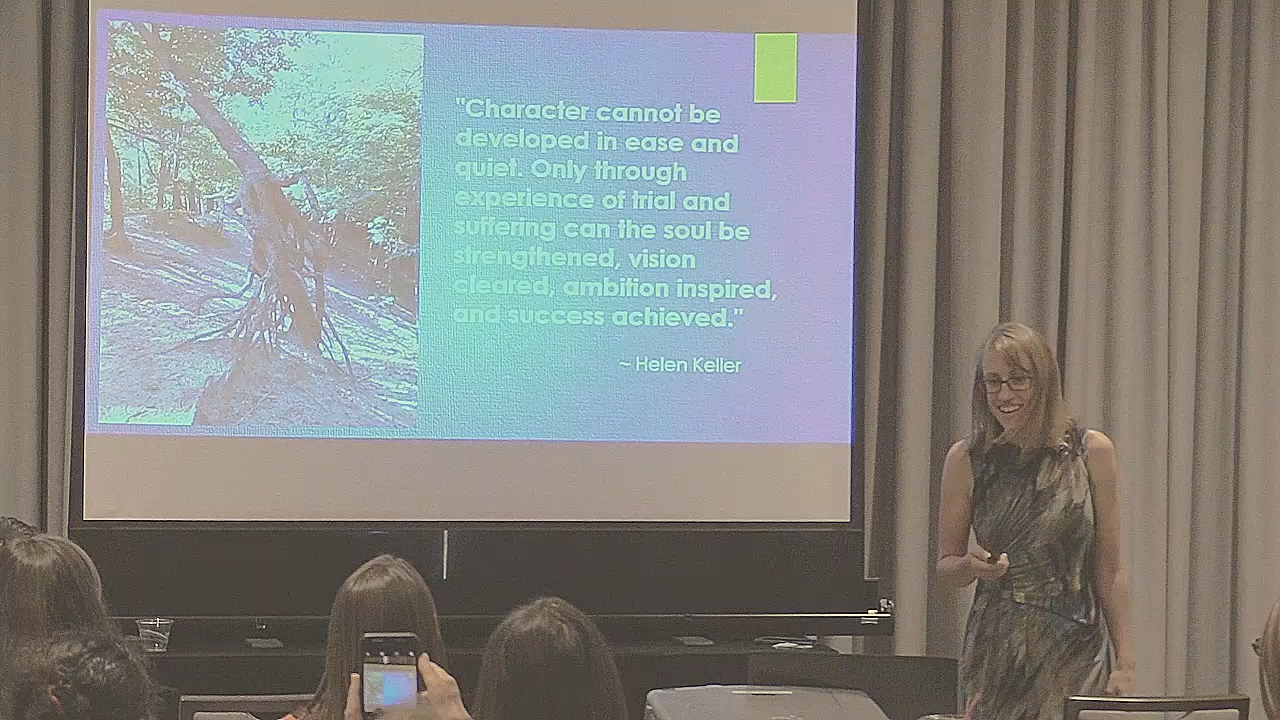 "Character cannot be
developed in ease and
quiet. Only through
experience of trial and
suffering can the soul be
strengthened, vision
cleared, ambition inspired,
and success achieved."
~ Helen Keller